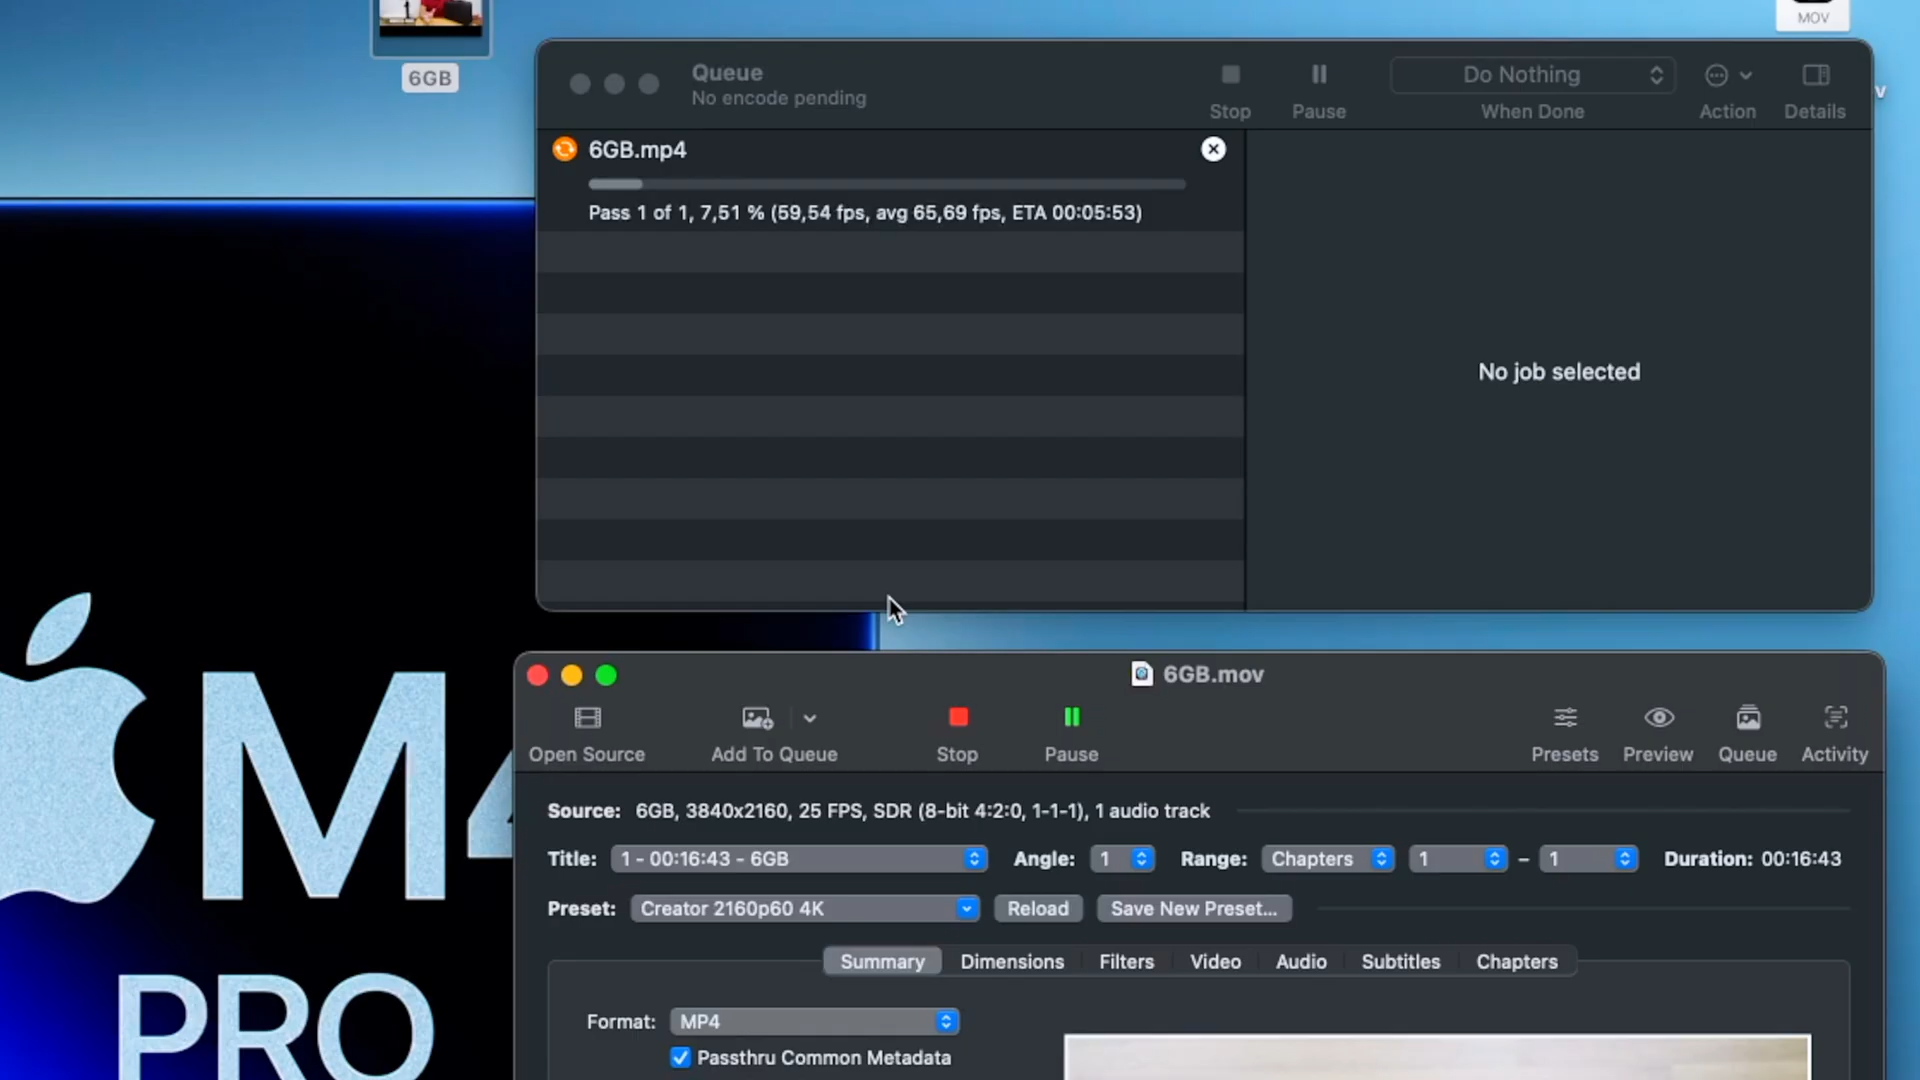 MOV
6GB
v
Queue
No encode pending
Stop
Pause
Do Nothing
When Done
Action
Details
6GB.mp4
Pass 1 of 1, 7,51 % (59,54 fps, avg 65,69 fps, ETA 00:05:53)
No job selected
M4
PRO
6GB.mov
Open Source
Add To Queue
Stop
Pause
Presets
Preview
Queue
Activity
Source: 6GB, 3840x2160, 25 FPS, SDR (8-bit 4:2:0, 1-1-1), 1 audio track
Title: 1 - 00:16:43 - 6GB Angle: 1 Range: Chapters 1 – 1 Duration: 00:16:43
Preset: Creator 2160p60 4K Reload Save New Preset...
Summary Dimensions Filters Video Audio Subtitles Chapters
Format: MP4
Passthru Common Metadata